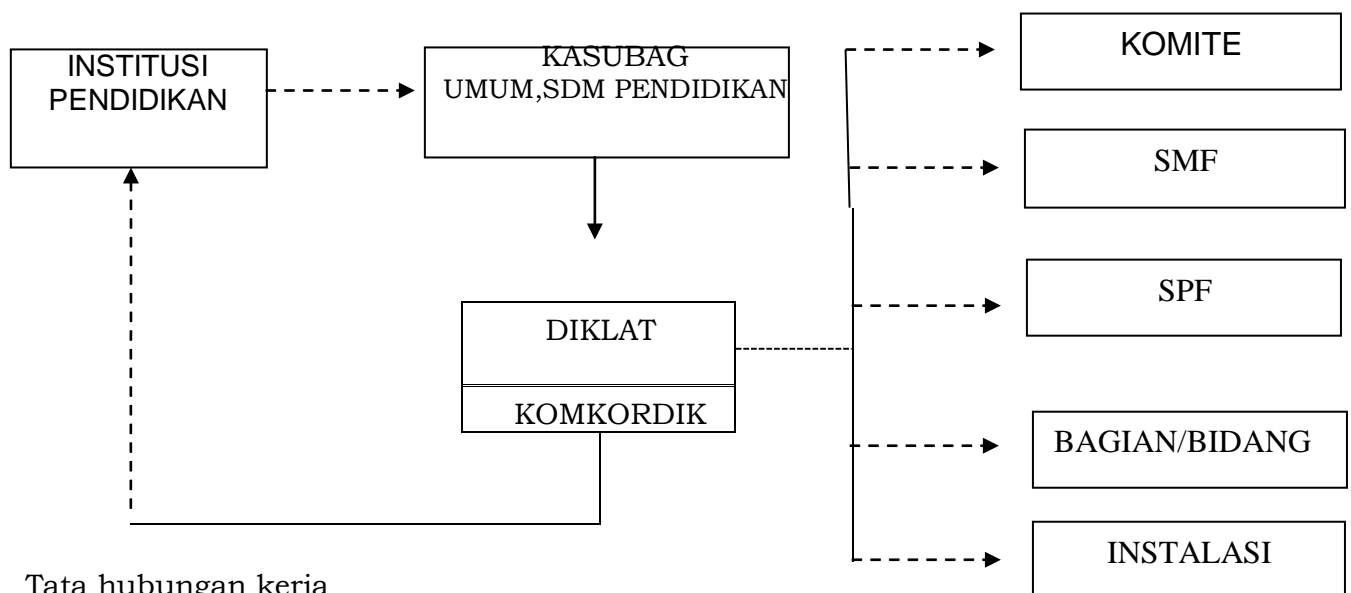 INSTITUSI
PENDIDIKAN
KASUBAG
UMUM,SDM PENDIDIKAN
KOMITE
SMF
SPF
DIKLAT
KOMKORDIK
BAGIAN/BIDANG
INSTALASI
Tata hubungan kerja